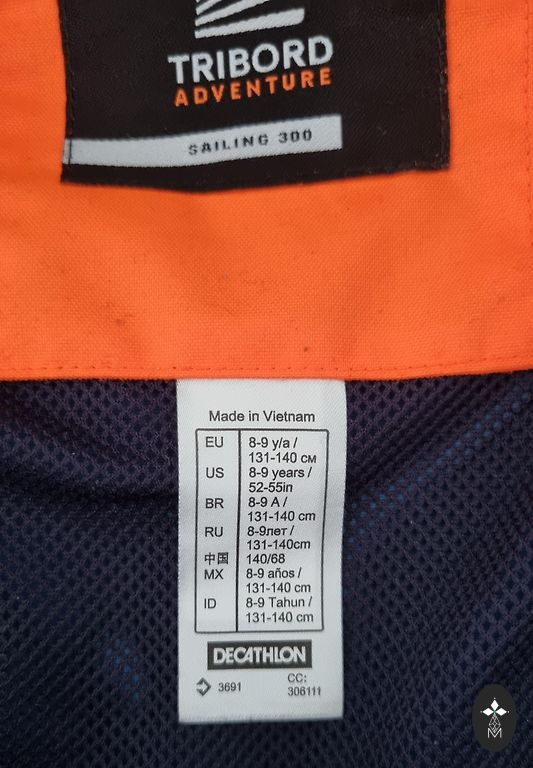 TRIBORD
ADVENTURE
SAILING 300
Made in Vietnam
EU 8-9 y/a /
131-140 см
US 8-9 years /
52-55in
BR 8-9 A /
131-140 cm
RU 8-9лет /
131-140cm
中国 140/68
MX 8-9 años /
131-140 cm
ID 8-9 Tahun /
131-140 cm
DECATHLON
3691 CC:
306111
M